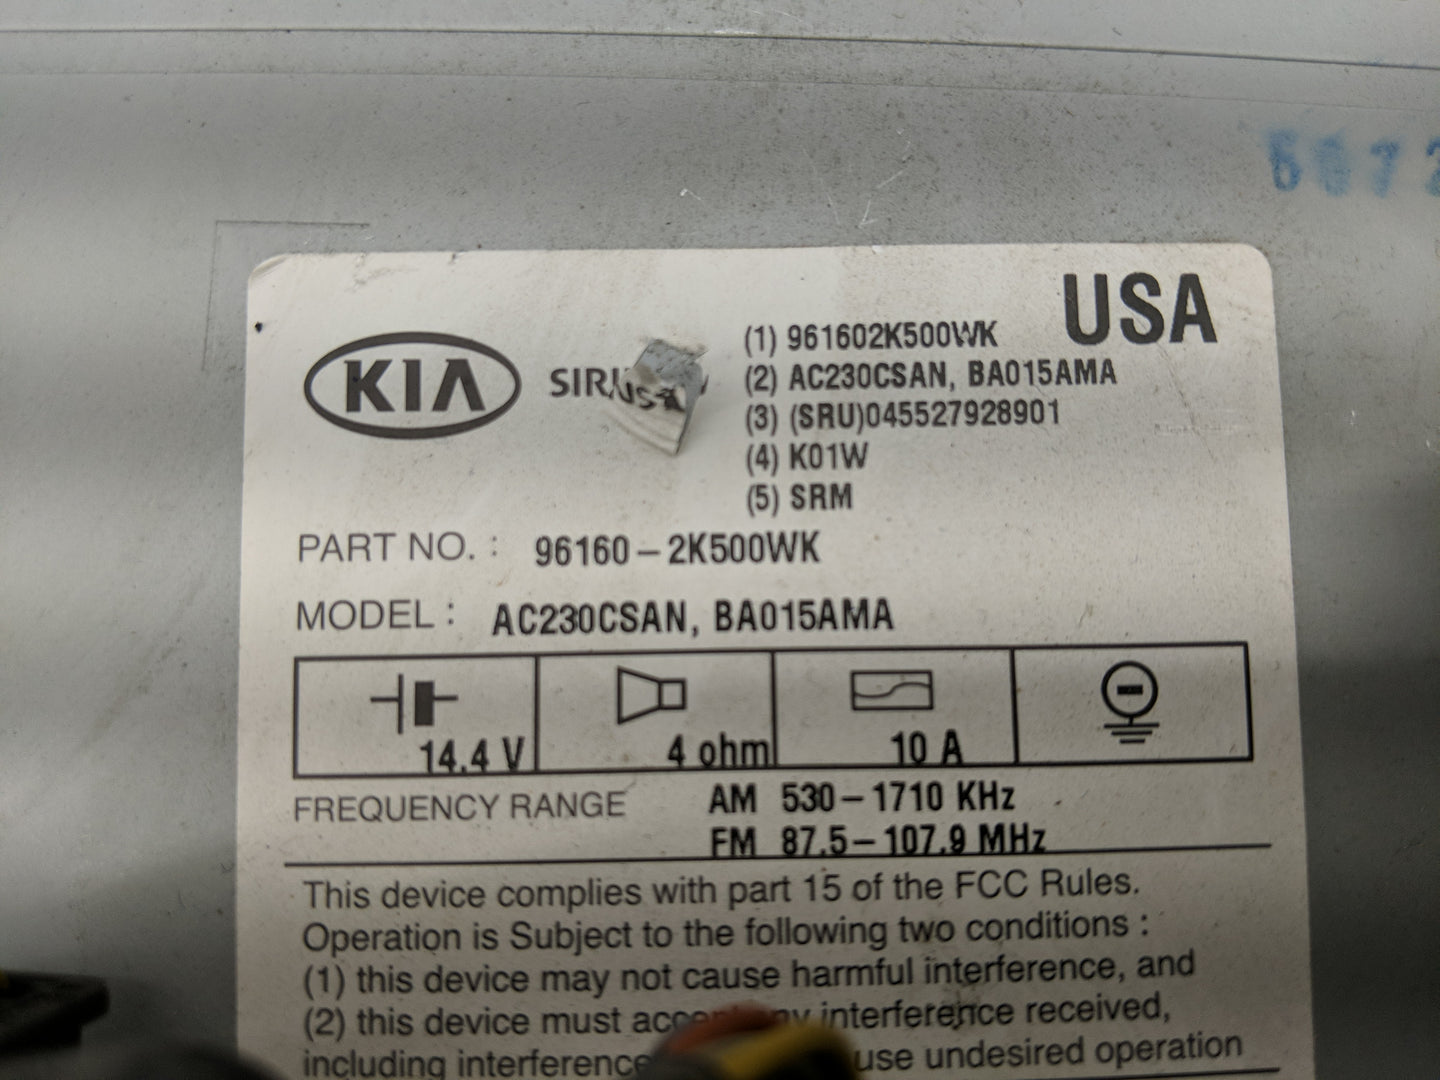 5672
USA
KIA
(1) 961602K500WK
(2) AC230CSAN, BA015AMA
(3) (SRU)045527928901
(4) K01W
(5) SRM
PART NO. : 96160-2K500WK
MODEL : AC230CSAN, BA015AMA
14.4 V 4 ohm 10 A
FREQUENCY RANGE AM 530-1710 KHz
FM 87.5-107.9 MHz
This device complies with part 15 of the FCC Rules.
Operation is Subject to the following two conditions :
(1) this device may not cause harmful interference, and
(2) this device must interference received,
including interference use undesired operation